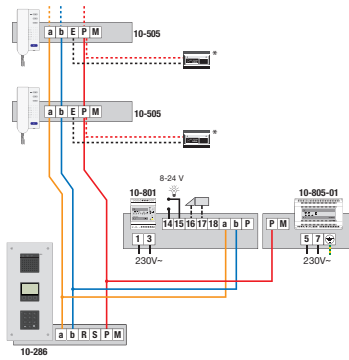 a b E P M
10-505
*
a b E P M
10-505
*
8-24 V
10-801
10-805-01
14 15 16 17 18 a b P
P M
1 3
5 7
230V~
230V~
a b R S P M
10-286